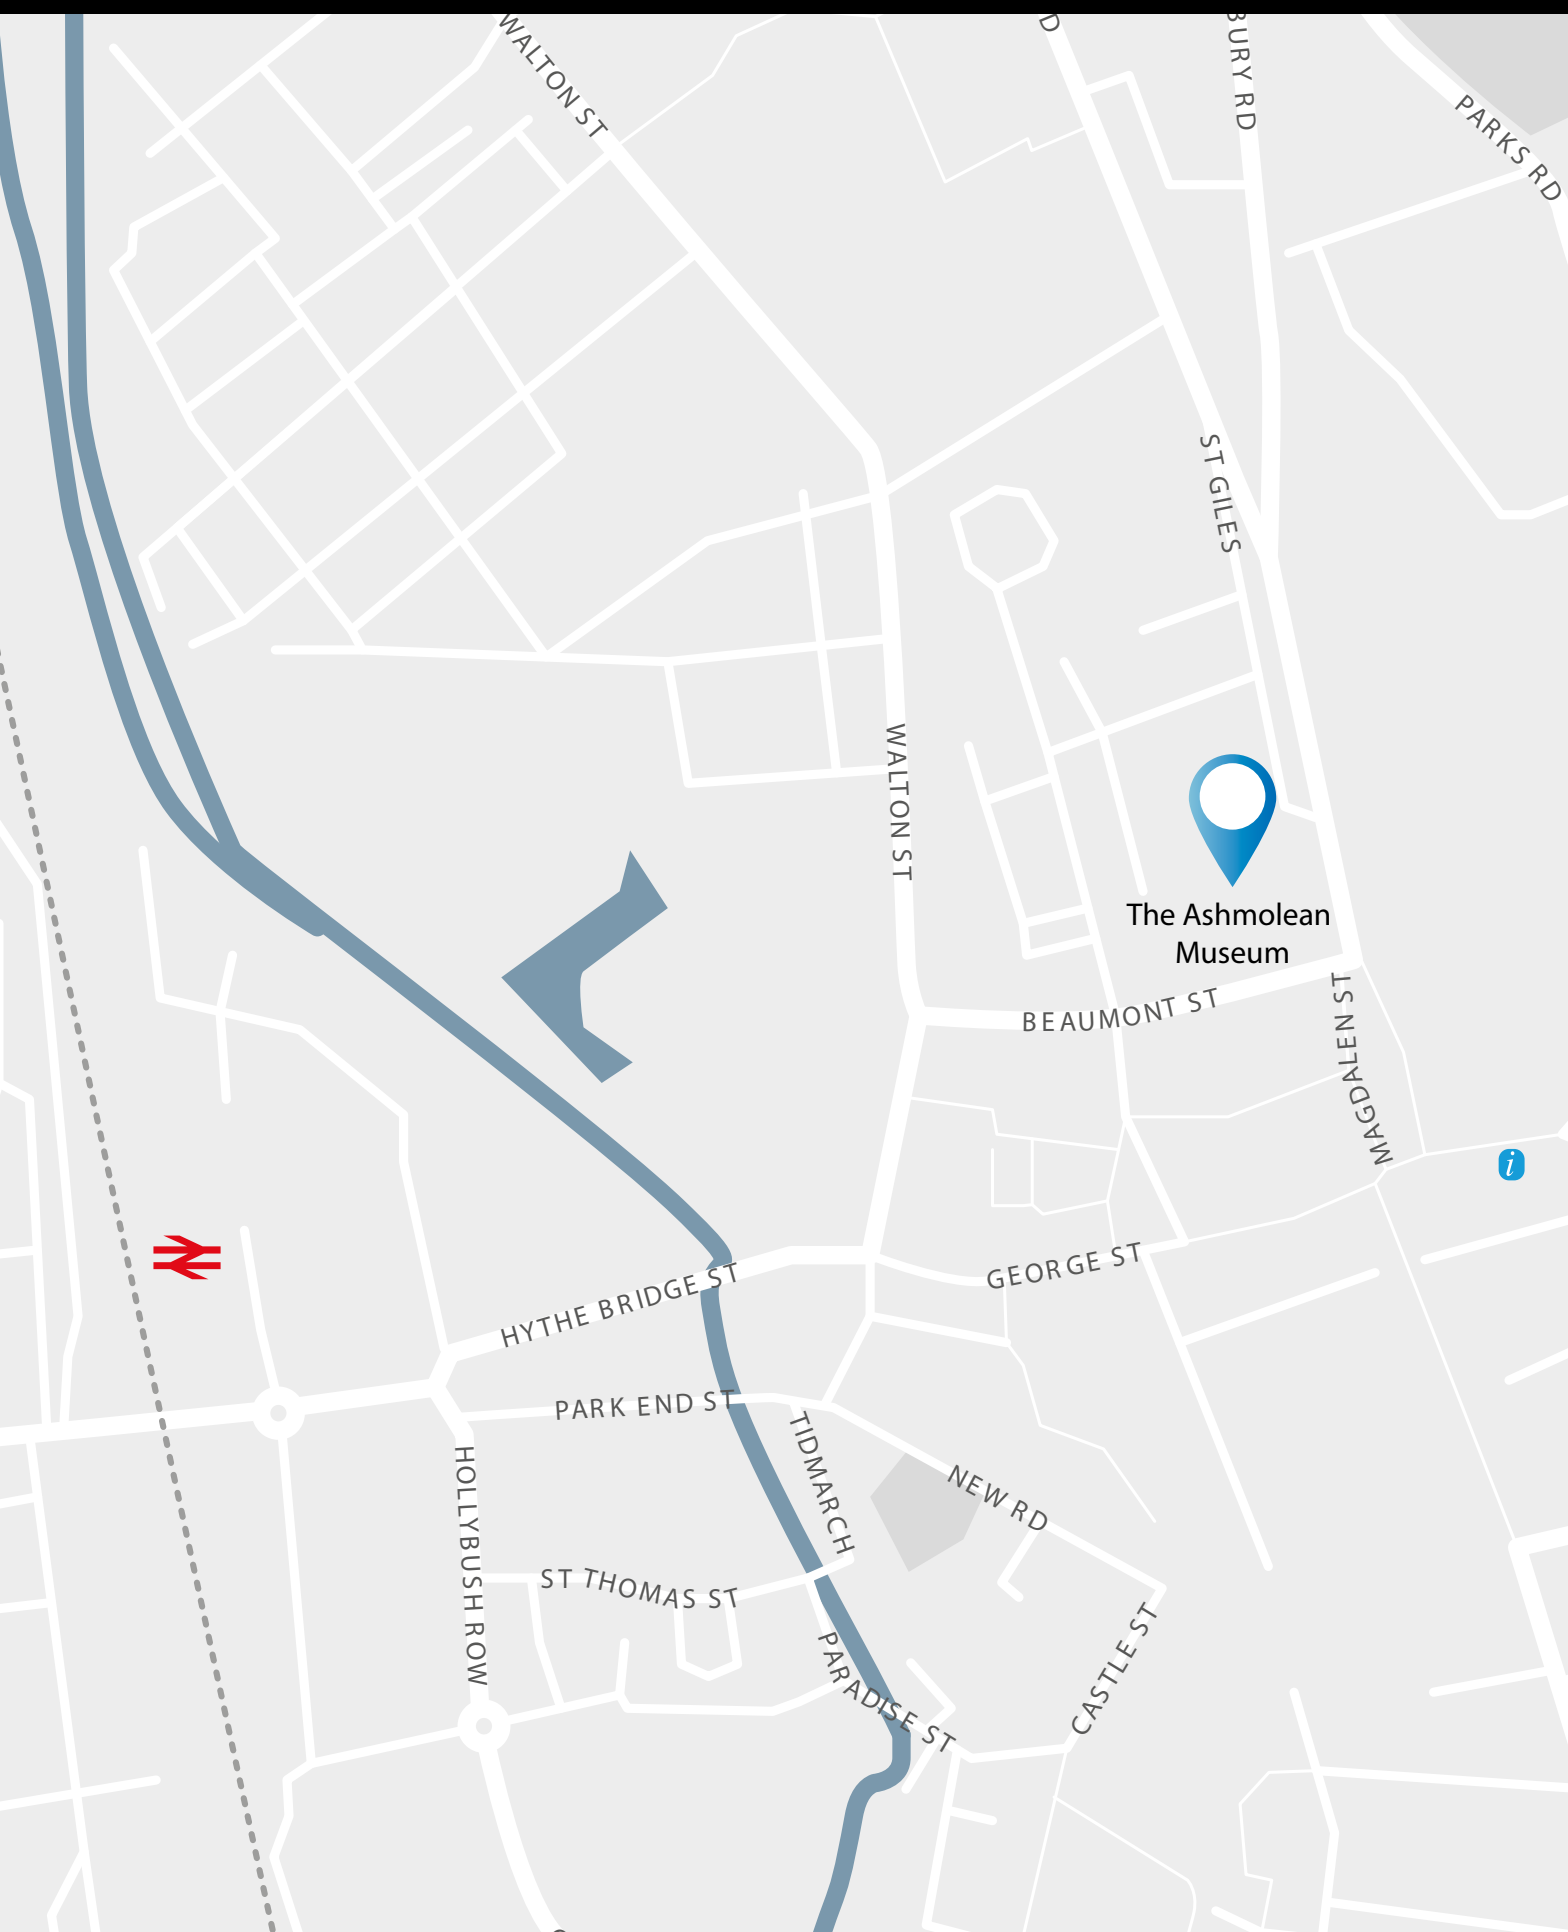 WALTON ST
D
BURY RD
PARKS RD
ST GILES
WALTON ST
The Ashmolean
Museum
BEAUMONT ST
MAGDALEN ST
i
GEORGE ST
HYTHE BRIDGE ST
PARK END ST
TIDMARCH
NEW RD
HOLLYBUSH ROW
ST THOMAS ST
PARADISE ST
CASTLE ST